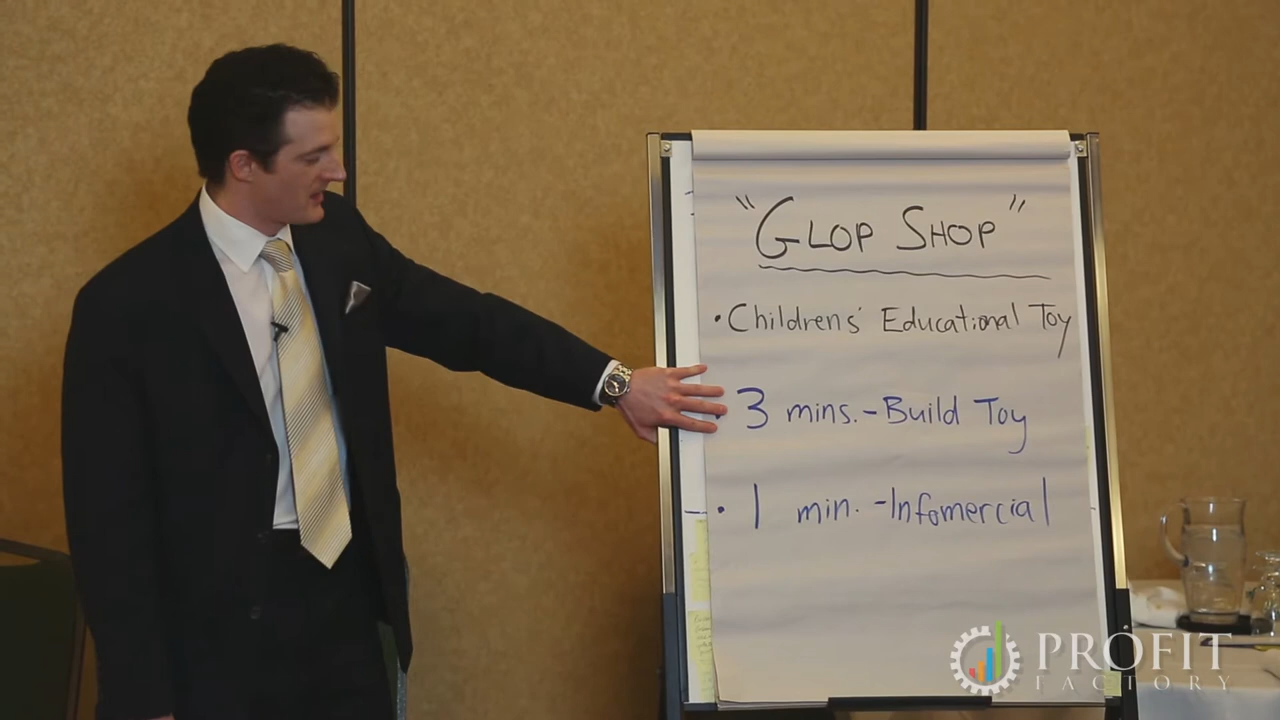 "GLOP SHOP"
• Childrens' Educational Toy
• 3 mins. - Build Toy
• 1 min. - Infomercial
PROFIT
FACTORY